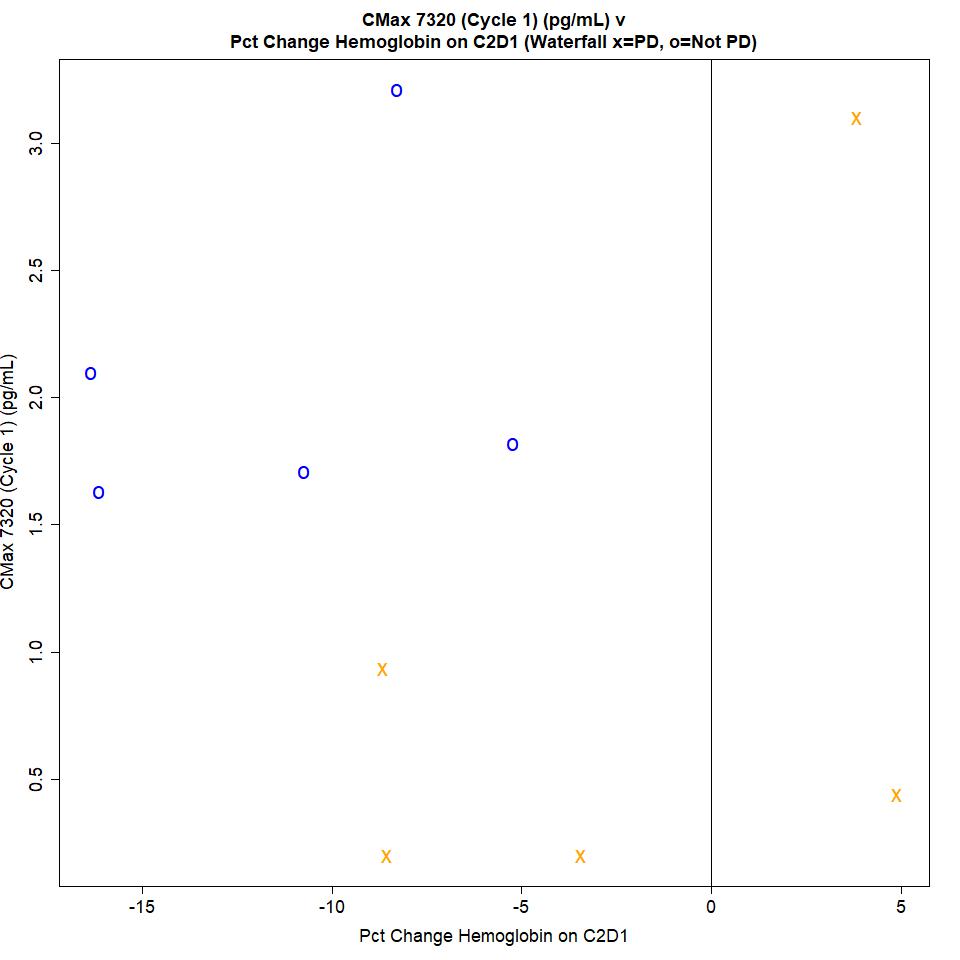 CMax 7320 (Cycle 1) (pg/mL) v
Pct Change Hemoglobin on C2D1 (Waterfall x=PD, o=Not PD)
CMax 7320 (Cycle 1) (pg/mL)
3.0
2.5
2.0
1.5
1.0
0.5
O
X
O
O
O
O
X
X
X
X
-15 -10 -5 0 5
Pct Change Hemoglobin on C2D1